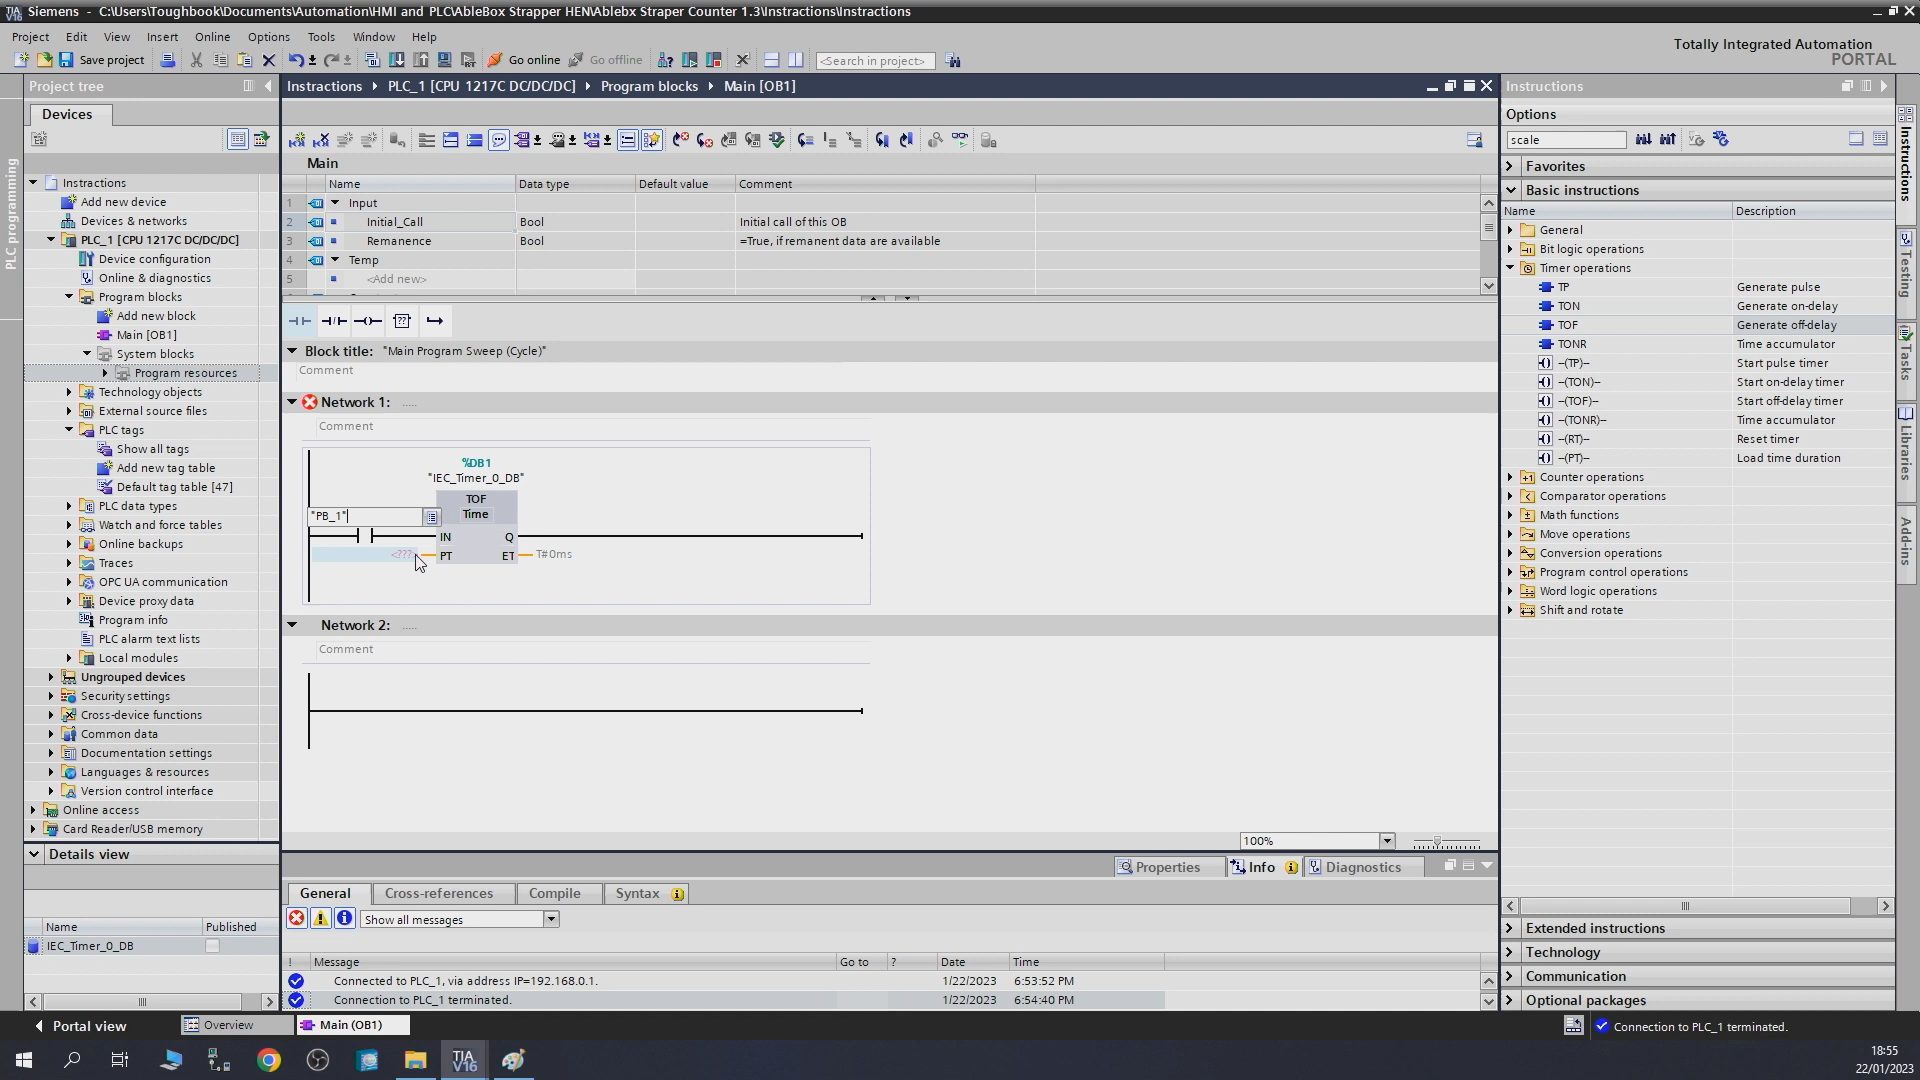 Siemens - C:\Users\Toughbook\Documents\Automation\HMI and PLC\AbleBox Strapper HEN\Ablebx Straper Counter 1.3\Instractions\Instractions
Project Edit View Insert Online Options Tools Window Help
Totally Integrated Automation
PORTAL
Save project
Go online
Go offline
<Search in project>
Project tree
Instractions PLC_1 [CPU 1217C DC/DC/DC] Program blocks Main [OB1]
Instructions
Devices
Options
scale
PLC programming
Main
Name Data type Default value Comment
1 Input
2 Initial_Call Bool Initial call of this OB
3 Remanence Bool =True, if remanent data are available
4 Temp
5 <Add new>
Instractions
Add new device
Devices & networks
PLC_1 [CPU 1217C DC/DC/DC]
Device configuration
Online & diagnostics
Program blocks
Add new block
Main [OB1]
System blocks
Program resources
Technology objects
External source files
PLC tags
Show all tags
Add new tag table
Default tag table [47]
PLC data types
Watch and force tables
Online backups
Traces
OPC UA communication
Device proxy data
Program info
PLC alarm text lists
Local modules
Ungrouped devices
Security settings
Cross-device functions
Common data
Documentation settings
Languages & resources
Version control interface
Online access
Card Reader/USB memory
??
Block title: "Main Program Sweep (Cycle)"
Comment
Network 1: .....
Comment
%DB1
"IEC_Timer_0_DB"
TOF
Time
"PB_1"
IN Q
<???> PT ET T#0ms
Network 2: .....
Comment
100%
Favorites
Basic instructions
Name Description
General
Bit logic operations
Timer operations
TP Generate pulse
TON Generate on-delay
TOF Generate off-delay
TONR Time accumulator
-(TP)- Start pulse timer
-(TON)- Start on-delay timer
-(TOF)- Start off-delay timer
-(TONR)- Time accumulator
-(RT)- Reset timer
-(PT)- Load time duration
Counter operations
Comparator operations
Math functions
Move operations
Conversion operations
Program control operations
Word logic operations
Shift and rotate
Extended instructions
Technology
Communication
Optional packages
Instructions
Testing
Tasks
Libraries
Add-ins
Details view
Name Published
IEC_Timer_0_DB
Properties Info Diagnostics
General Cross-references Compile Syntax
Show all messages
! Message Go to ? Date Time
Connected to PLC_1, via address IP=192.168.0.1. 1/22/2023 6:53:52 PM
Connection to PLC_1 terminated. 1/22/2023 6:54:40 PM
Portal view Overview Main (OB1) Connection to PLC_1 terminated.
TIA
V16
18:55
22/01/2023